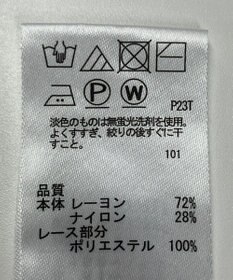 P W
P23T
淡色のものは無蛍光洗剤を使用。
よくすすぎ、絞りの後すぐに干
すこと。
101
品質
本体 レーヨン 72%
ナイロン 28%
レース部分
ポリエステル 100%